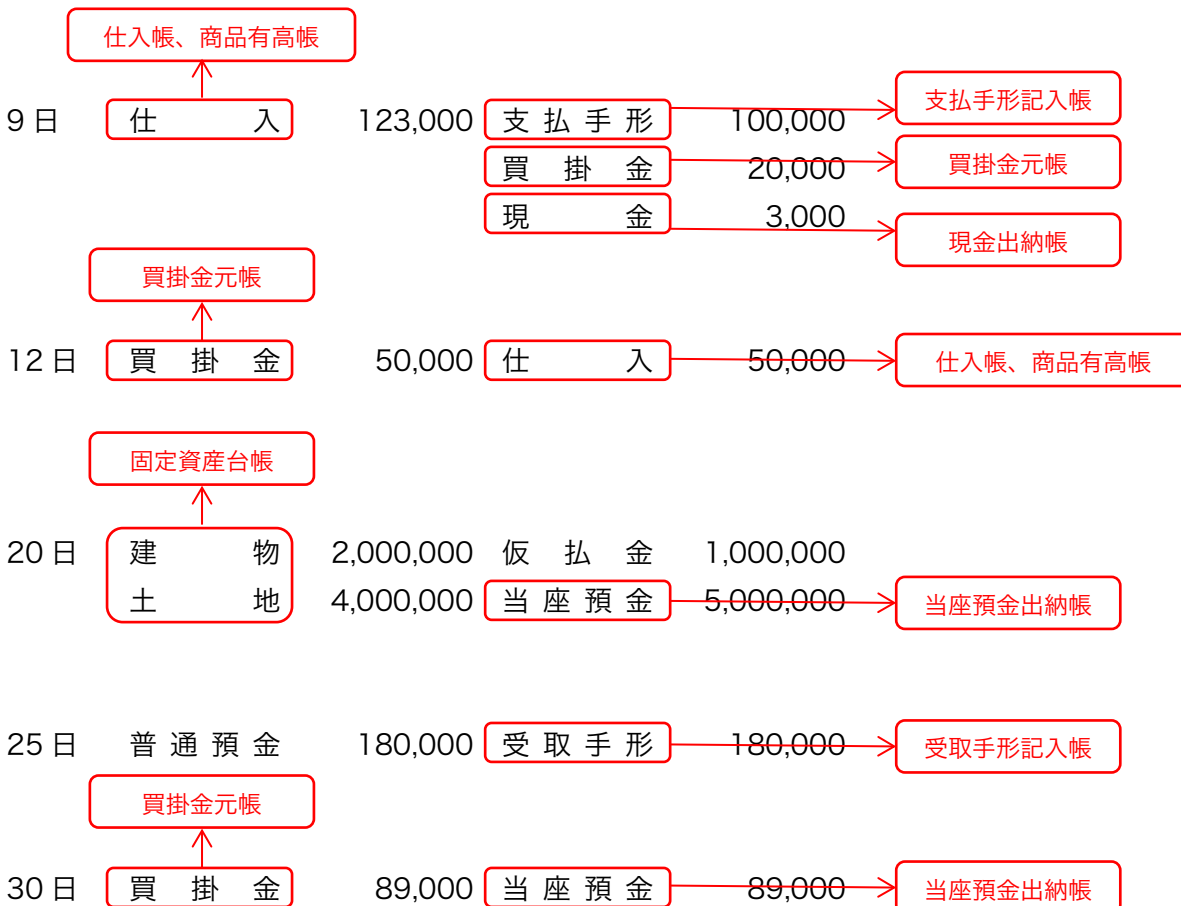 仕入帳、商品有高帳
9日 仕入 123,000 支払手形 100,000 支払手形記入帳
買掛金 20,000 買掛金元帳
現金 3,000 現金出納帳
買掛金元帳
12日 買掛金 50,000 仕入 50,000 仕入帳、商品有高帳
固定資産台帳
20日 建物 2,000,000 仮払金 1,000,000
土地 4,000,000 当座預金 5,000,000 当座預金出納帳
25日 普通預金 180,000 受取手形 180,000 受取手形記入帳
買掛金元帳
30日 買掛金 89,000 当座預金 89,000 当座預金出納帳